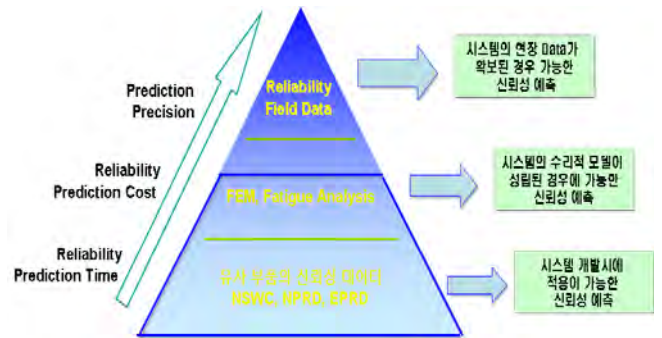 Prediction
Precision
Reliability
Prediction Cost
Reliability
Prediction Time
Reliability
Field Data
FEM, Fatigue Analysis
유사 부품의 신뢰성 데이터
NSWC, NPRD, EPRD
시스템의 현장 Data가
확보된 경우 가능한
신뢰성 예측
시스템의 수리적 모델이
성립된 경우에 가능한
신뢰성 예측
시스템 개발시에
적용이 가능한
신뢰성 예측